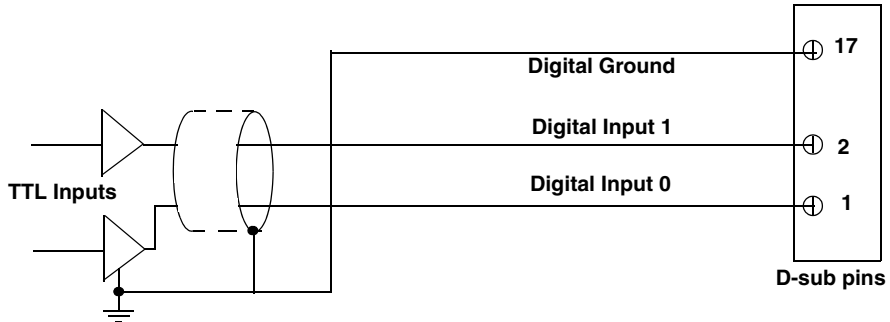 17
Digital Ground
Digital Input 1
2
TTL Inputs
Digital Input 0
1
D-sub pins